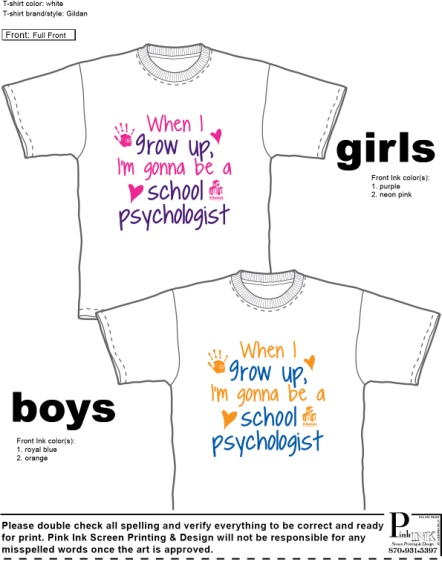 T-shirt color: white
T-shirt brand/style: Gildan
Front: Full Front
When I
grow up,
I'm gonna be a
school
psychologist
girls
Front Ink color(s):
1. purple
2. neon pink
When I
grow up,
I'm gonna be a
school
psychologist
boys
Front Ink color(s):
1. royal blue
2. orange
Please double check all spelling and verify everything to be correct and ready
for print. Pink Ink Screen Printing & Design will not be responsible for any
misspelled words once the art is approved.
Pink INK
Screen Printing & Design
870•931•5397